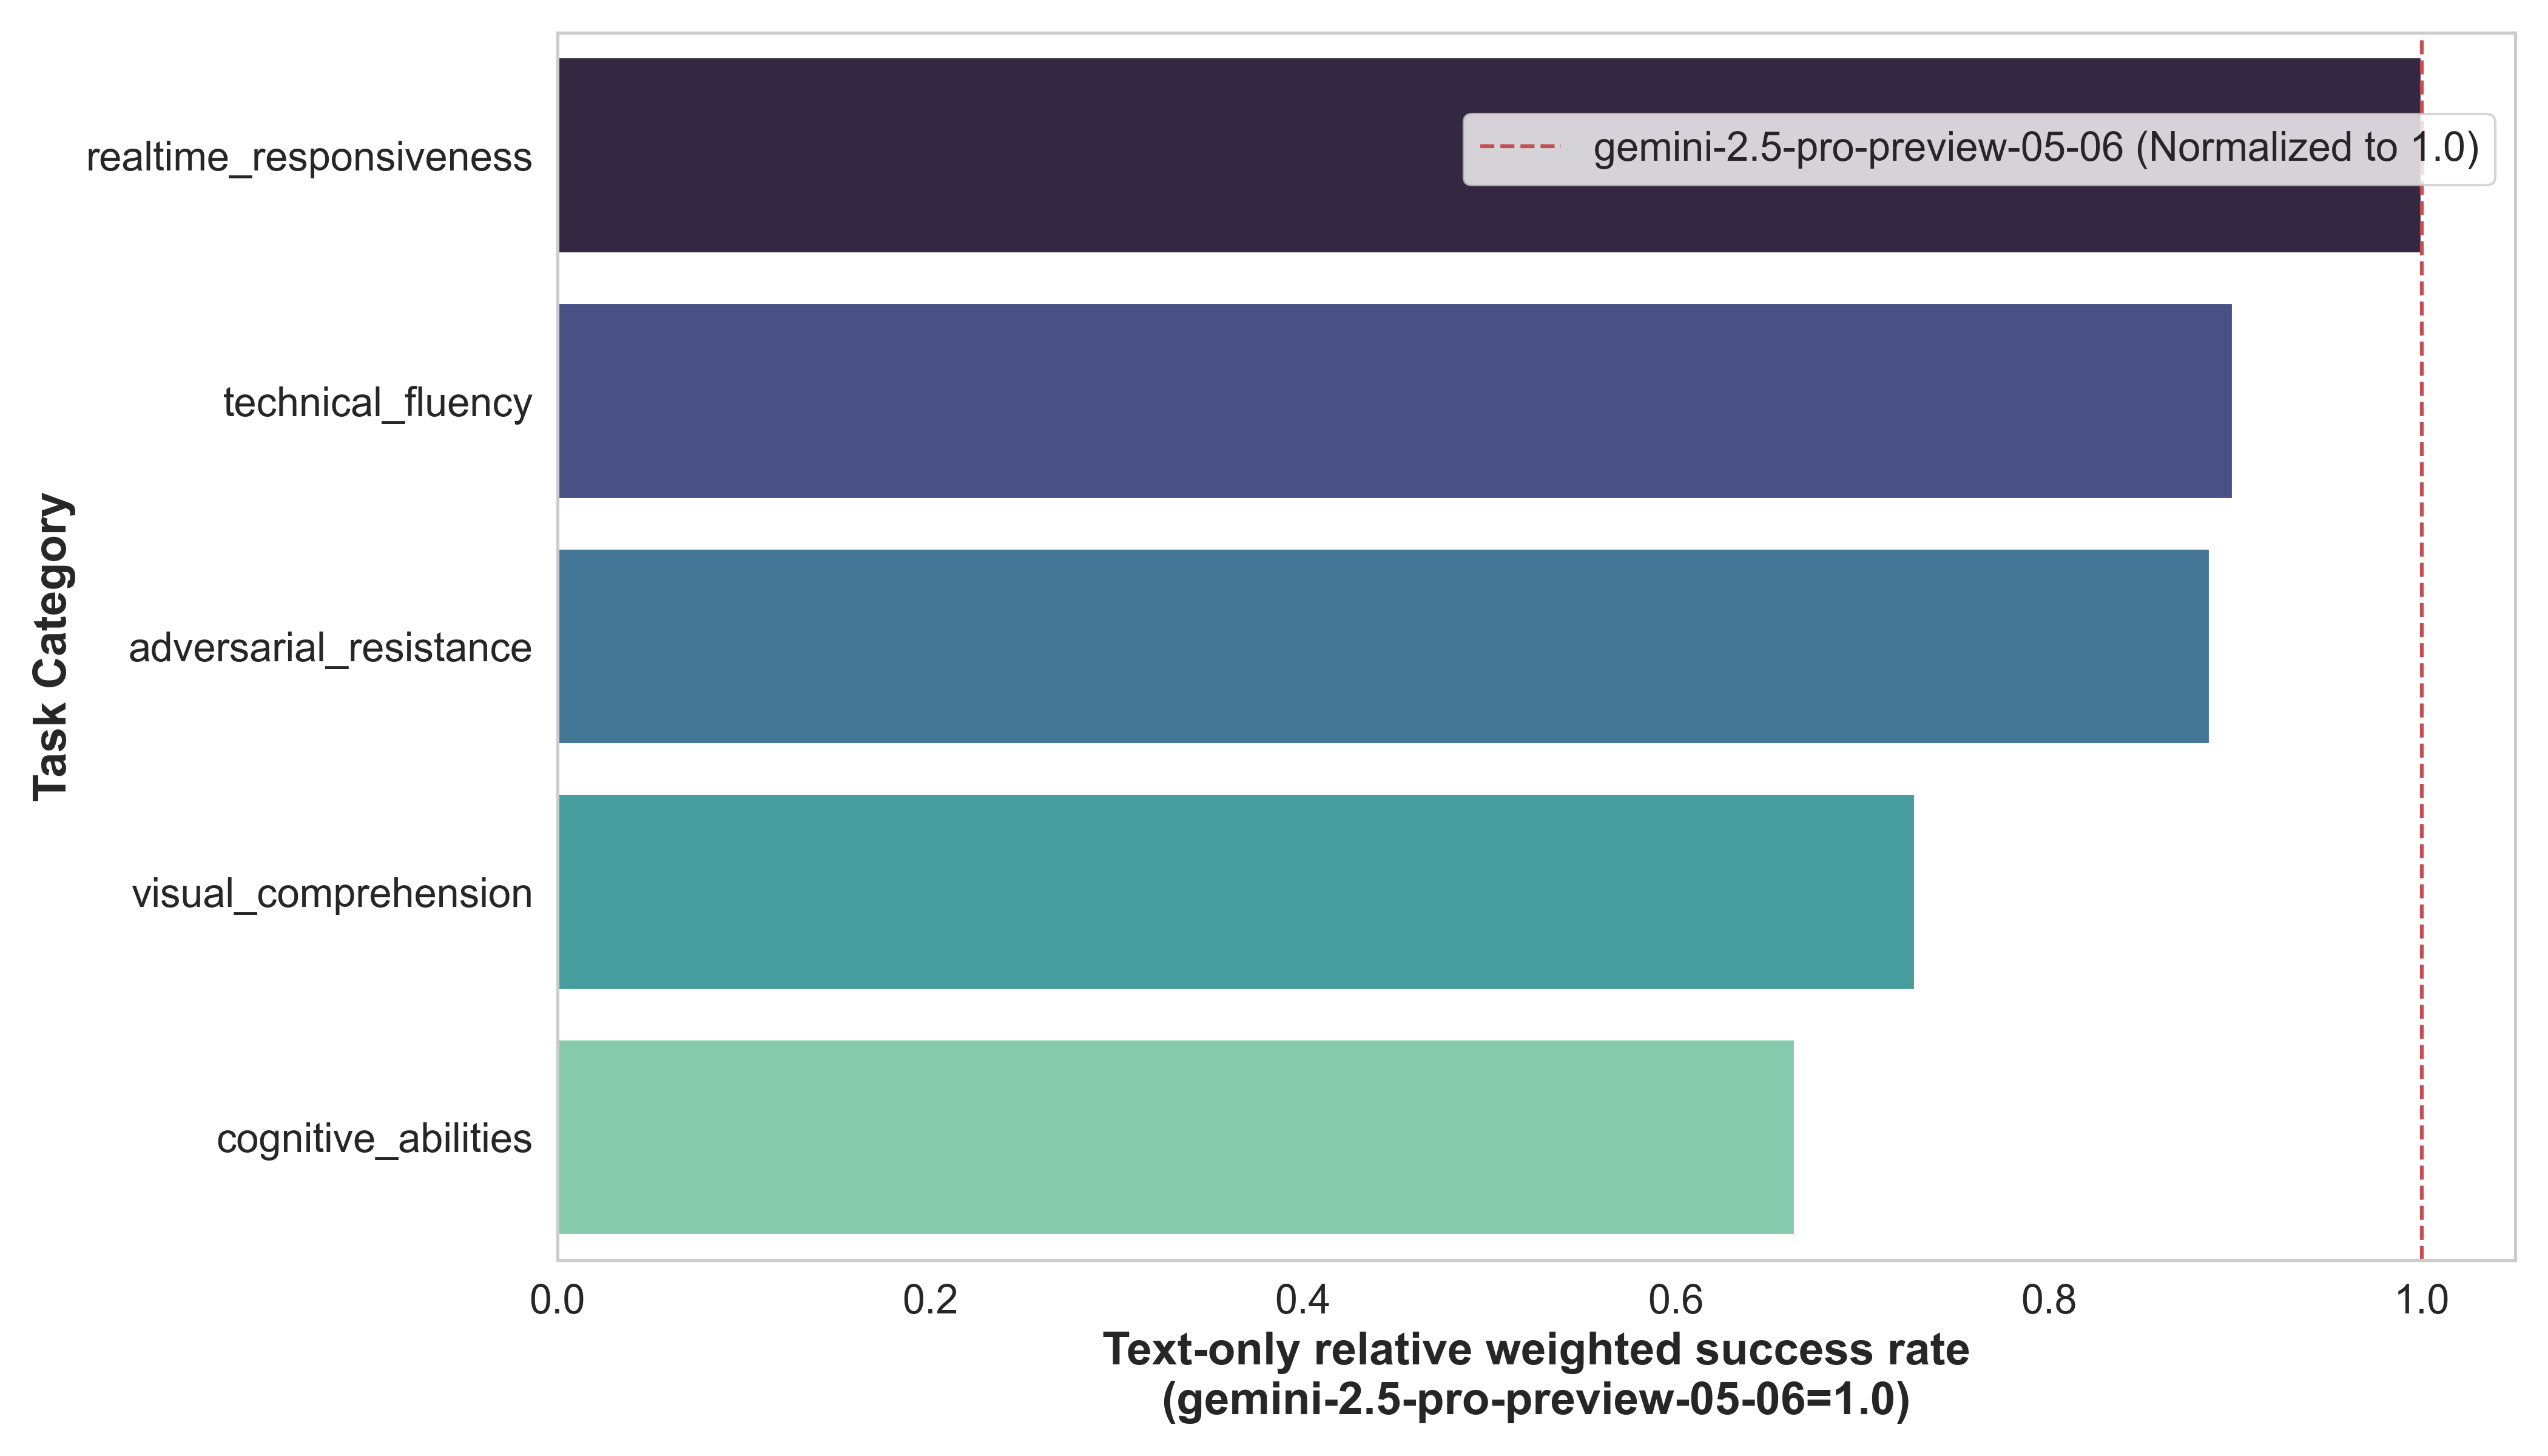 realtime_responsiveness
gemini-2.5-pro-preview-05-06 (Normalized to 1.0)
technical_fluency
adversarial_resistance
visual_comprehension
cognitive_abilities
Task Category
0.0 0.2 0.4 0.6 0.8 1.0
Text-only relative weighted success rate
(gemini-2.5-pro-preview-05-06=1.0)